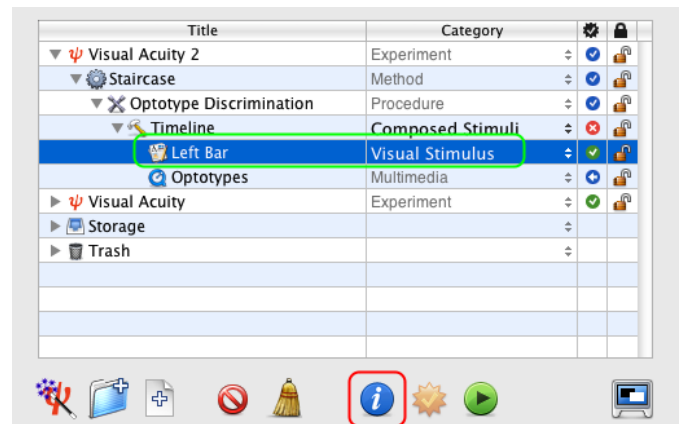 Title Category
Visual Acuity 2 Experiment
Staircase Method
Optotype Discrimination Procedure
Timeline Composed Stimuli
Left Bar Visual Stimulus
Optotypes Multimedia
Visual Acuity Experiment
Storage
Trash